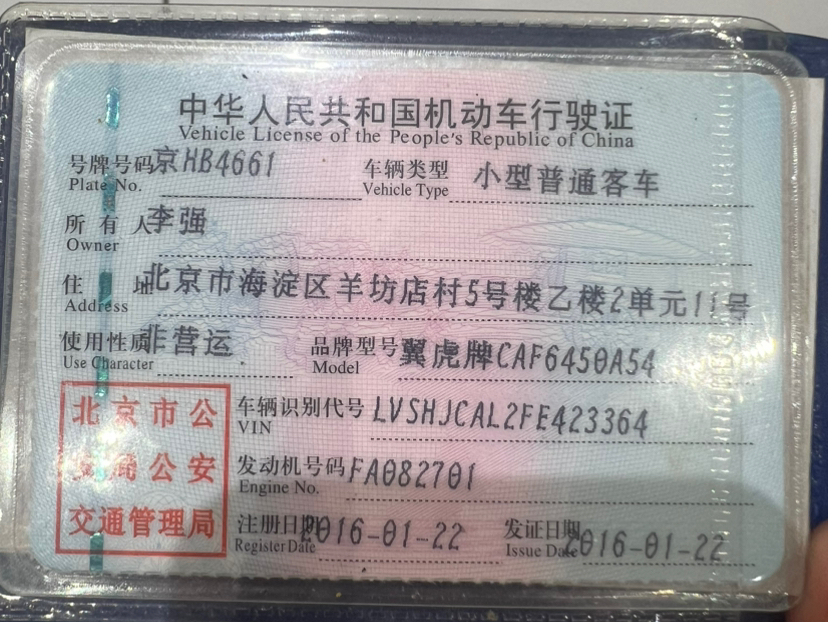 中华人民共和国机动车行驶证
Vehicle License of the People's Republic of China
号牌号码 京HB4661 车辆类型 小型普通客车
Plate No. Vehicle Type
所有人 李强
Owner
住址 北京市海淀区羊坊店村5号楼乙楼2单元11号
Address
使用性质 非营运 品牌型号 翼虎牌CAF6450A54
Use Character Model
北京市公 车辆识别代号 LVSHJCAL2FE423364
VIN
安局公安 发动机号码 FA082701
Engine No.
交通管理局 注册日期 2016-01-22 发证日期 2016-01-22
Register Date Issue Date